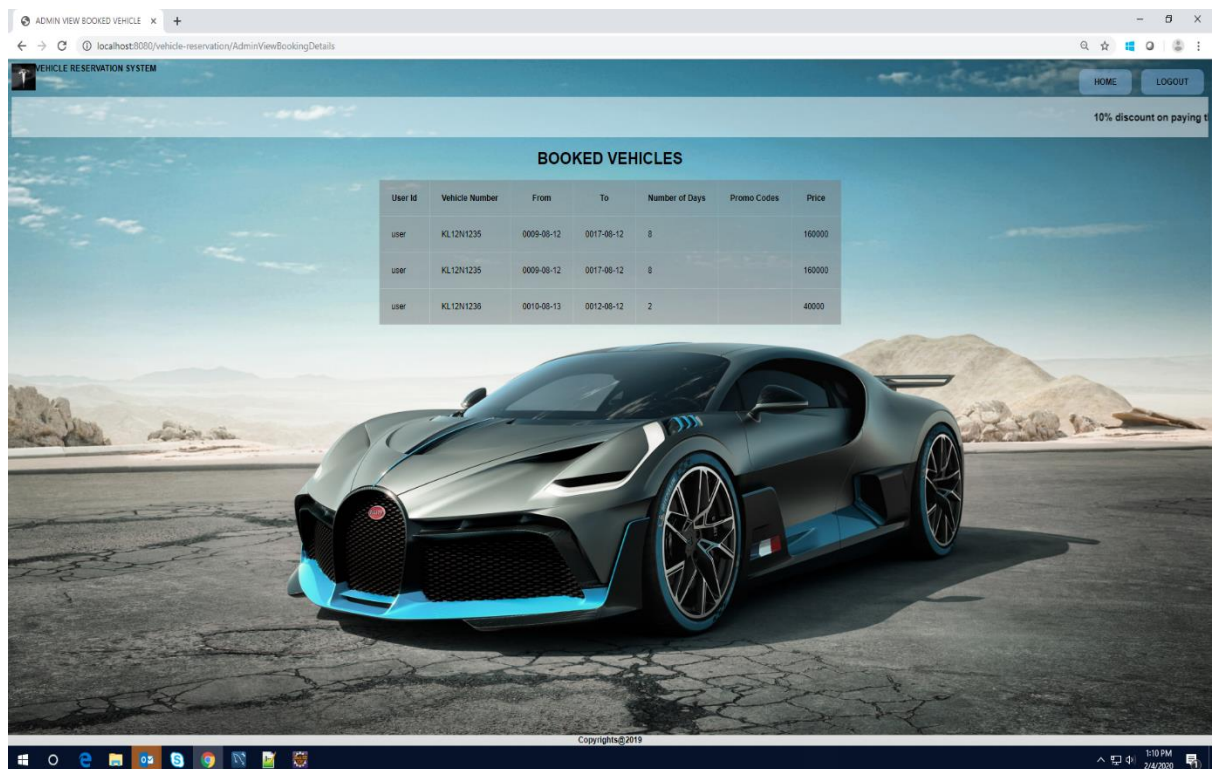 ADMIN VIEW BOOKED VEHICLE
localhost:8080/vehicle-reservation/AdminViewBookingDetails
VEHICLE RESERVATION SYSTEM
HOME LOGOUT
10% discount on paying t
BOOKED VEHICLES
User Id Vehicle Number From To Number of Days Promo Codes Price
user KL12N1235 0009-08-12 0017-08-12 8 160000
user KL12N1235 0009-08-12 0017-08-12 8 160000
user KL12N1236 0010-08-13 0012-08-12 2 40000
Copyrights@2019
1:10 PM
2/4/2020